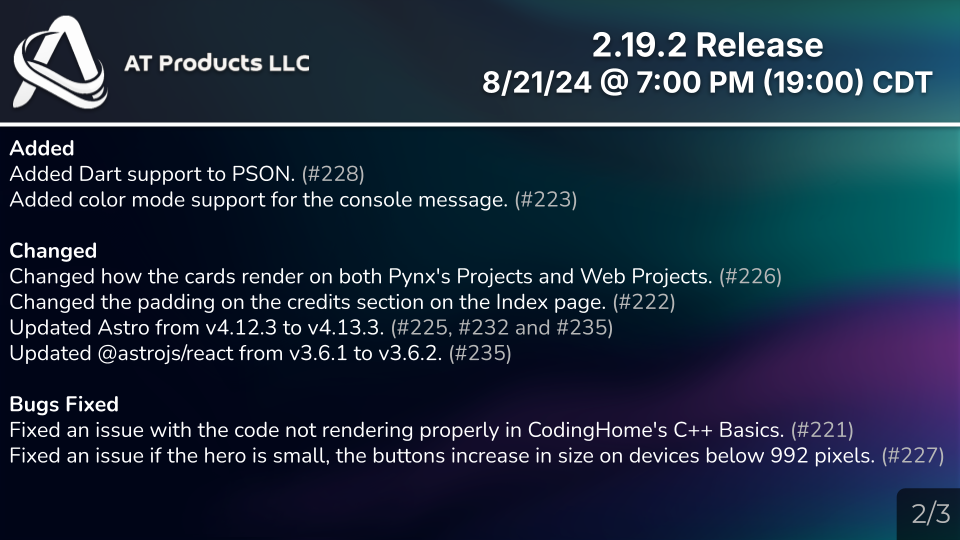 AT Products LLC
2.19.2 Release
8/21/24 @ 7:00 PM (19:00) CDT
Added
Added Dart support to PSON. (#228)
Added color mode support for the console message. (#223)
Changed
Changed how the cards render on both Pynx's Projects and Web Projects. (#226)
Changed the padding on the credits section on the Index page. (#222)
Updated Astro from v4.12.3 to v4.13.3. (#225, #232 and #235)
Updated @astrojs/react from v3.6.1 to v3.6.2. (#235)
Bugs Fixed
Fixed an issue with the code not rendering properly in CodingHome's C++ Basics. (#221)
Fixed an issue if the hero is small, the buttons increase in size on devices below 992 pixels. (#227)
2/3